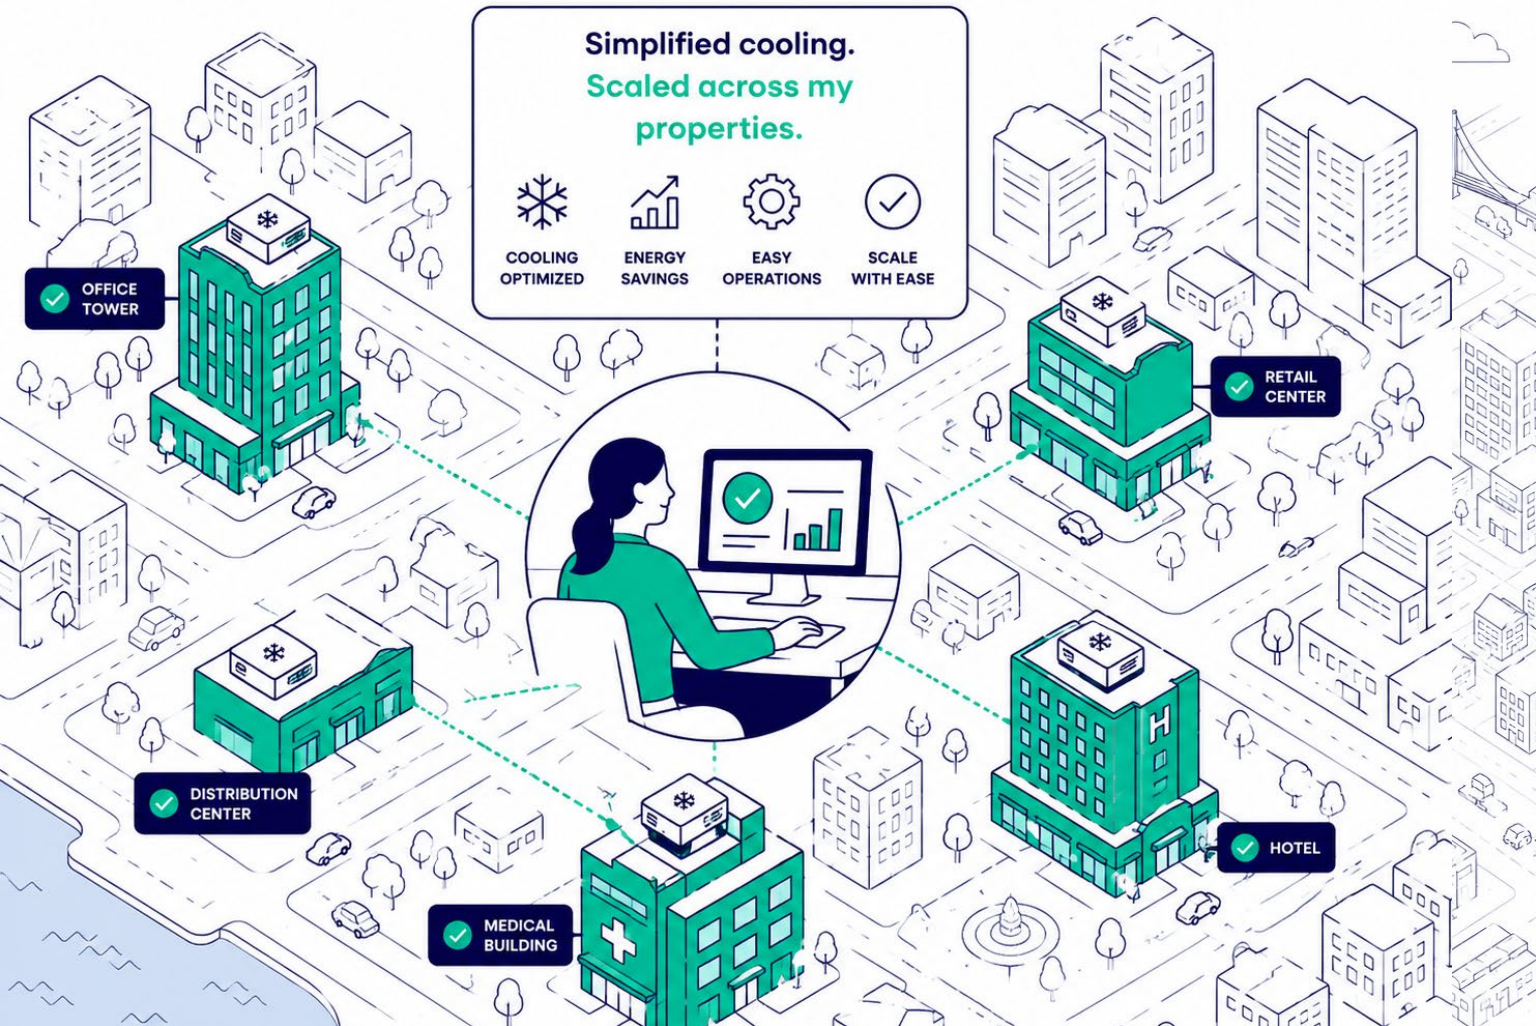 Simplified cooling.
Scaled across my
properties.
COOLING
OPTIMIZED
ENERGY
SAVINGS
EASY
OPERATIONS
SCALE
WITH EASE
OFFICE
TOWER
RETAIL
CENTER
DISTRIBUTION
CENTER
H
HOTEL
MEDICAL
BUILDING